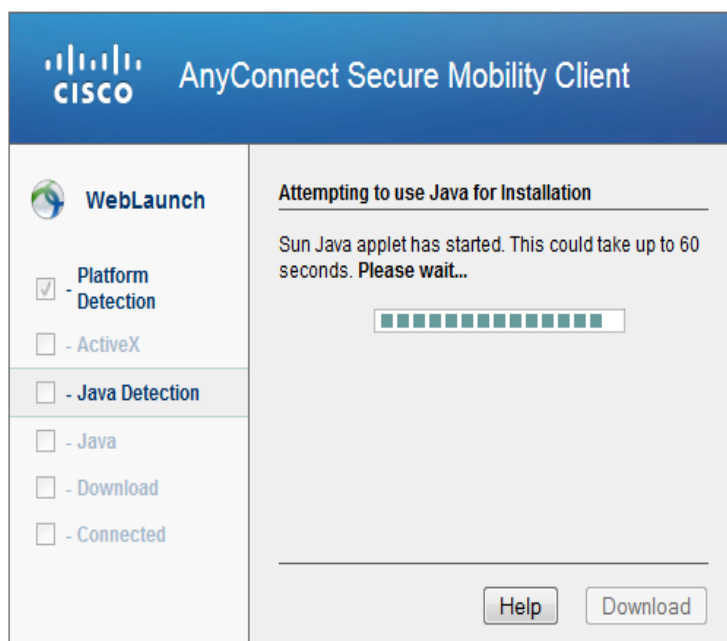 CISCO
AnyConnect Secure Mobility Client
WebLaunch
- Platform
Detection
- ActiveX
- Java Detection
- Java
- Download
- Connected
Attempting to use Java for Installation
Sun Java applet has started. This could take up to 60
seconds. Please wait...
Help
Download